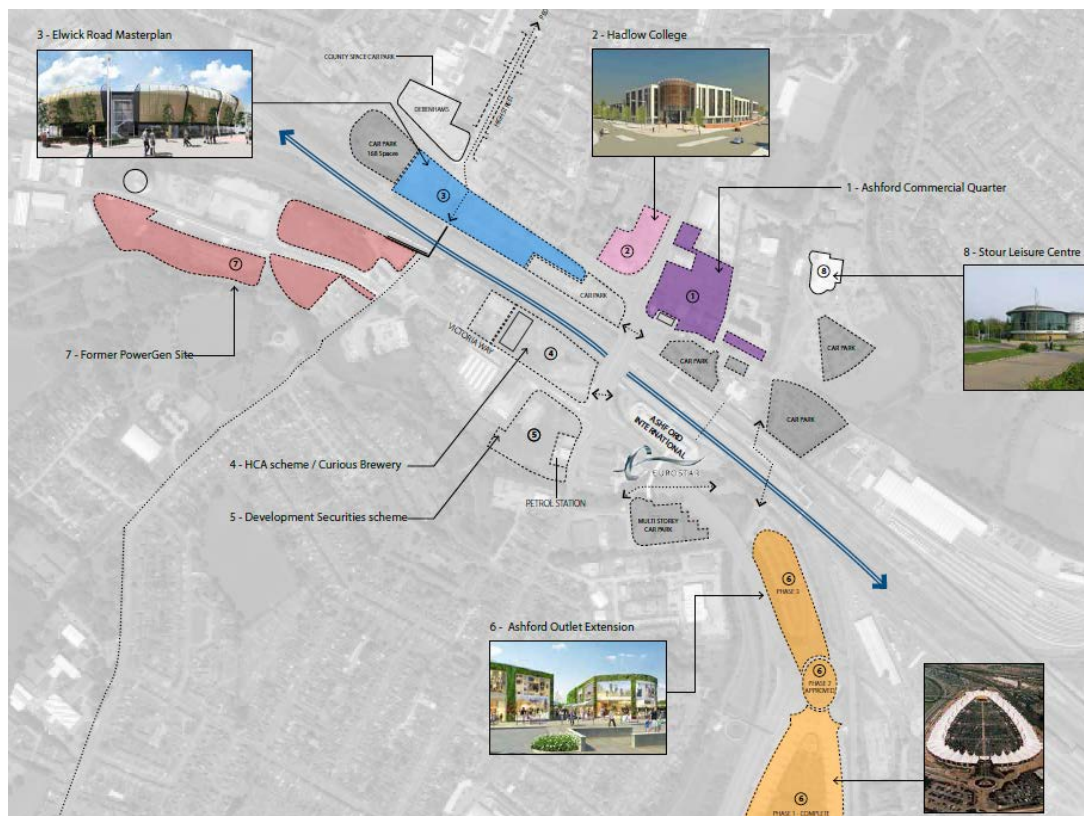 3 - Elwick Road Masterplan
2 - Hadlow College
COUNTY SPACE CAR PARK
DEBENHAMS
CAR PARK
168 Spaces
3
1 - Ashford Commercial Quarter
2
8
8 - Stour Leisure Centre
7
1
CAR PARK
VICTORIA WAY
7 - Former PowerGen Site
4
CAR PARK
CAR PARK
CAR PARK
ASHFORD
INTERNATIONAL
EUROSTAR
5
4 - HCA scheme / Curious Brewery
PETROL STATION
5 - Development Securities scheme
MULTI STOREY
CAR PARK
6
PHASE 3
6 - Ashford Outlet Extension
6
PHASE 2
APPROVED
6
PHASE 1 - COMPLETE